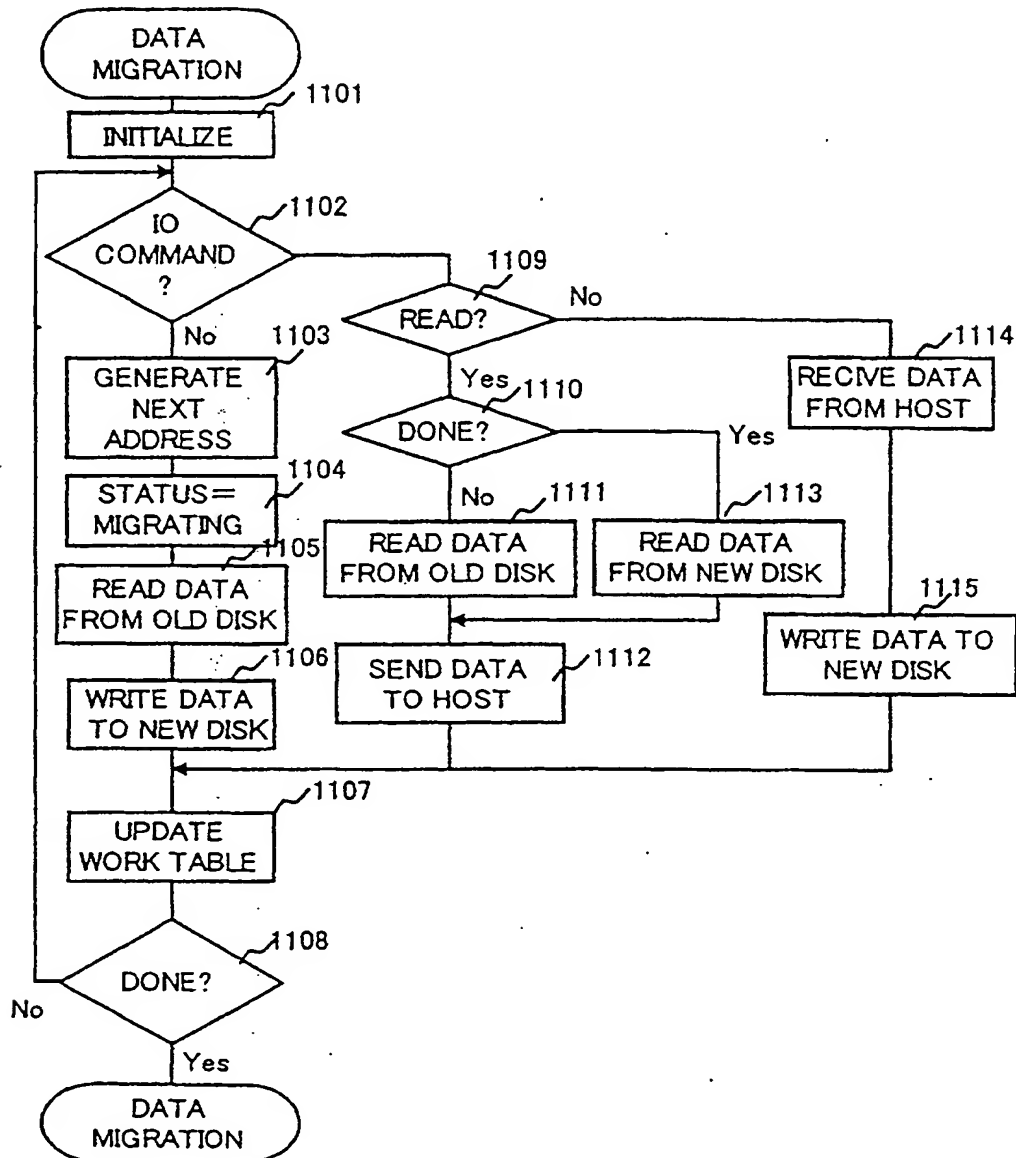 DATA
MIGRATION
1101
INITIALIZE
1102
IO
COMMAND
?
No
1103
GENERATE
NEXT
ADDRESS
1104
STATUS=
MIGRATING
1105
READ DATA
FROM OLD DISK
1106
WRITE DATA
TO NEW DISK
1107
UPDATE
WORK TABLE
1108
DONE?
No
Yes
DATA
MIGRATION
1109
READ?
No
Yes
1110
DONE?
Yes
No
1111
READ DATA
FROM OLD DISK
1113
READ DATA
FROM NEW DISK
1112
SEND DATA
TO HOST
1114
RECIVE DATA
FROM HOST
1115
WRITE DATA TO
NEW DISK